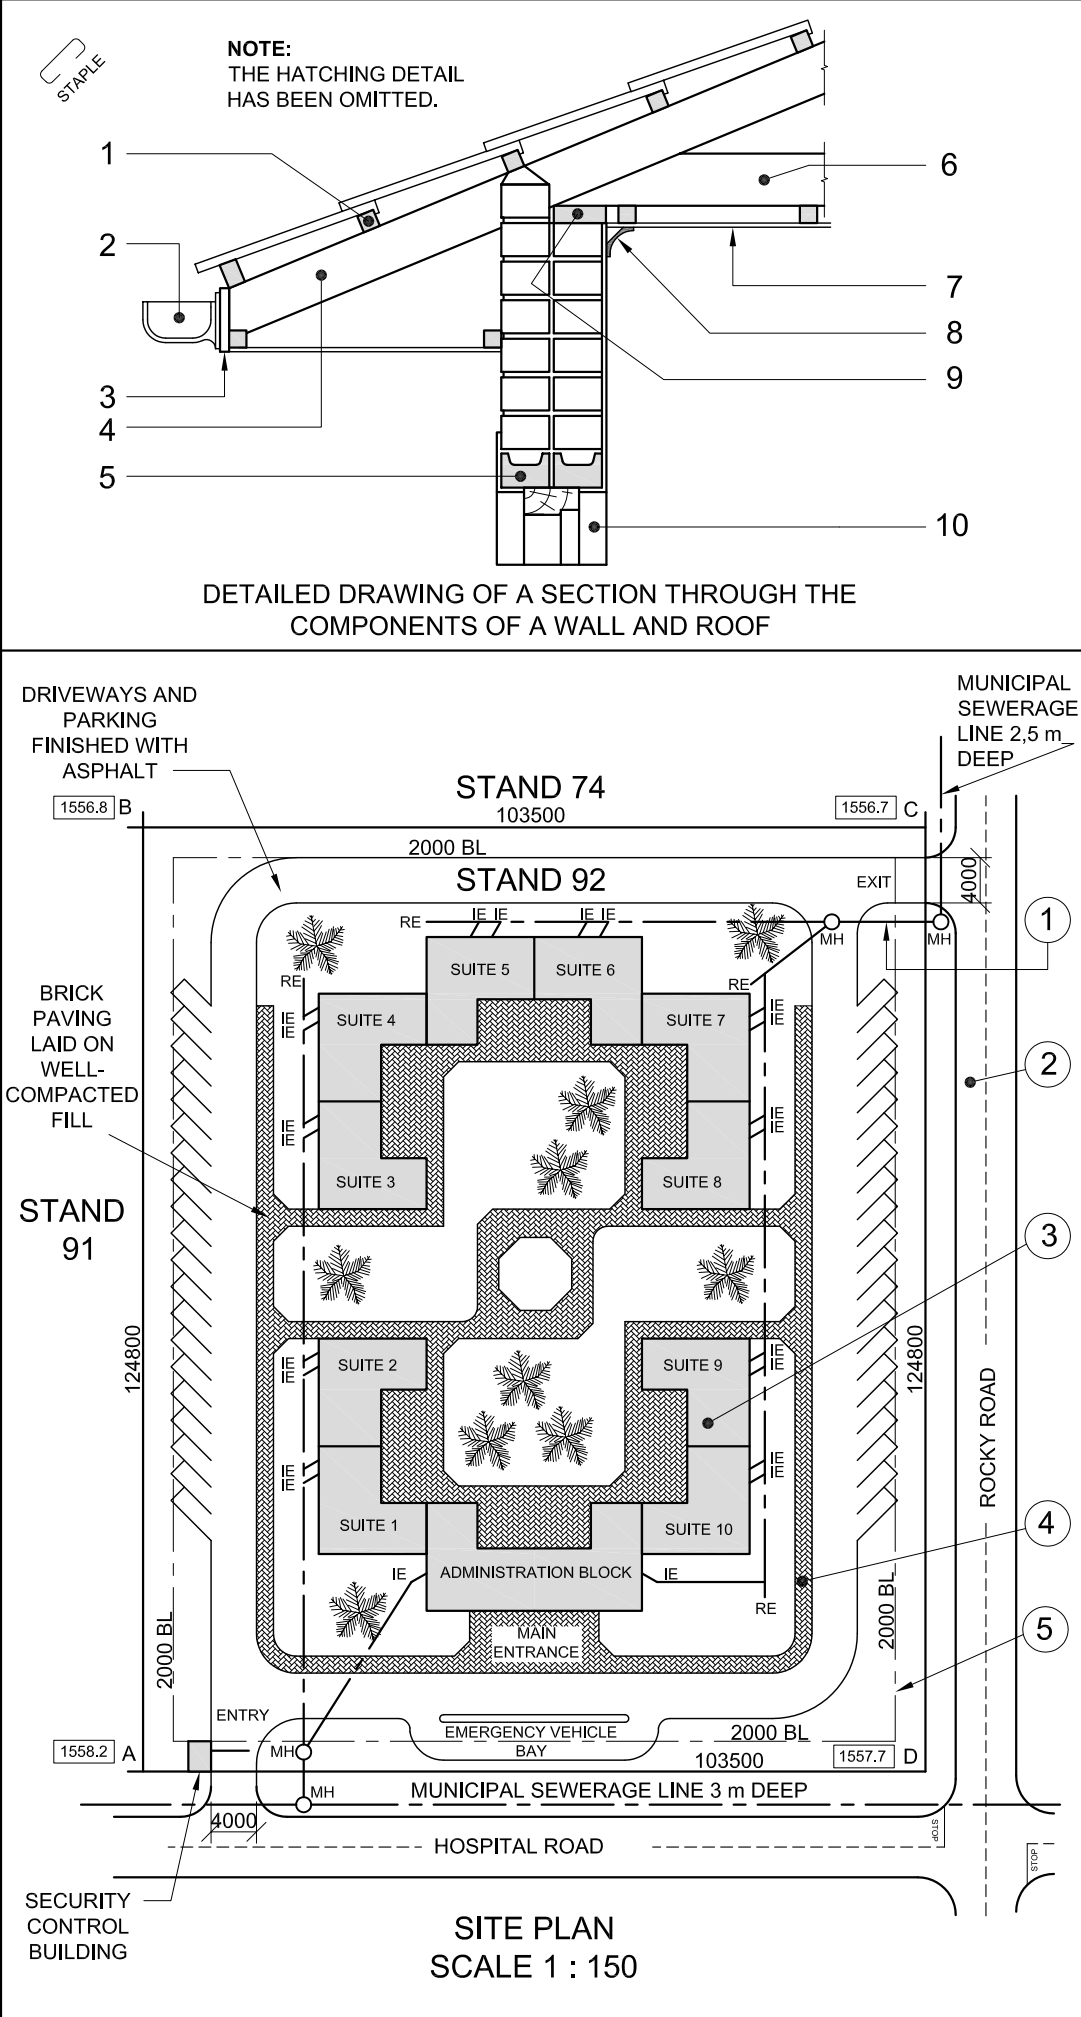 STAPLE
NOTE:
THE HATCHING DETAIL
HAS BEEN OMITTED.
1
2
3
4
5
6
7
8
9
10
DETAILED DRAWING OF A SECTION THROUGH THE
COMPONENTS OF A WALL AND ROOF
DRIVEWAYS AND
PARKING
FINISHED WITH
ASPHALT
MUNICIPAL
SEWERAGE
LINE 2,5 m
DEEP
STAND 74
103500
1556.8 B
1556.7 C
2000 BL
STAND 92
EXIT
4000
RE
IE IE
IE IE
MH
MH
1
SUITE 5
SUITE 6
RE
RE
BRICK
PAVING
LAID ON
WELL-
COMPACTED
FILL
IE
IE
SUITE 4
SUITE 7
IE
IE
2
IE
IE
IE
IE
SUITE 3
SUITE 8
STAND
91
3
124800
124800
IE
IE
SUITE 2
SUITE 9
IE
IE
ROCKY ROAD
IE
IE
IE
IE
SUITE 1
SUITE 10
4
IE
ADMINISTRATION BLOCK
IE
RE
2000 BL
2000 BL
5
MAIN
ENTRANCE
ENTRY
EMERGENCY VEHICLE
BAY
2000 BL
1558.2 A
MH
103500
1557.7 D
MH
MUNICIPAL SEWERAGE LINE 3 m DEEP
4000
HOSPITAL ROAD
STOP
STOP
SECURITY
CONTROL
BUILDING
SITE PLAN
SCALE 1 : 150